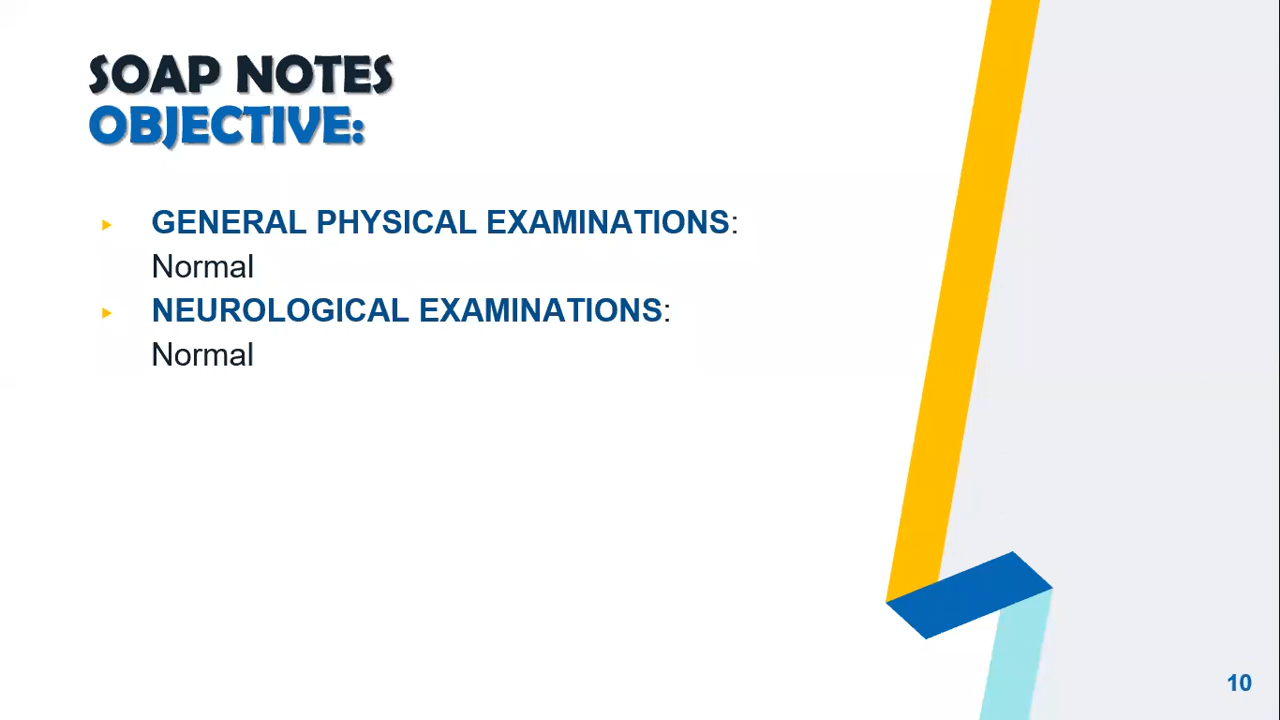 SOAP NOTES
OBJECTIVE:
▸ GENERAL PHYSICAL EXAMINATIONS:
Normal
▸ NEUROLOGICAL EXAMINATIONS:
Normal
10